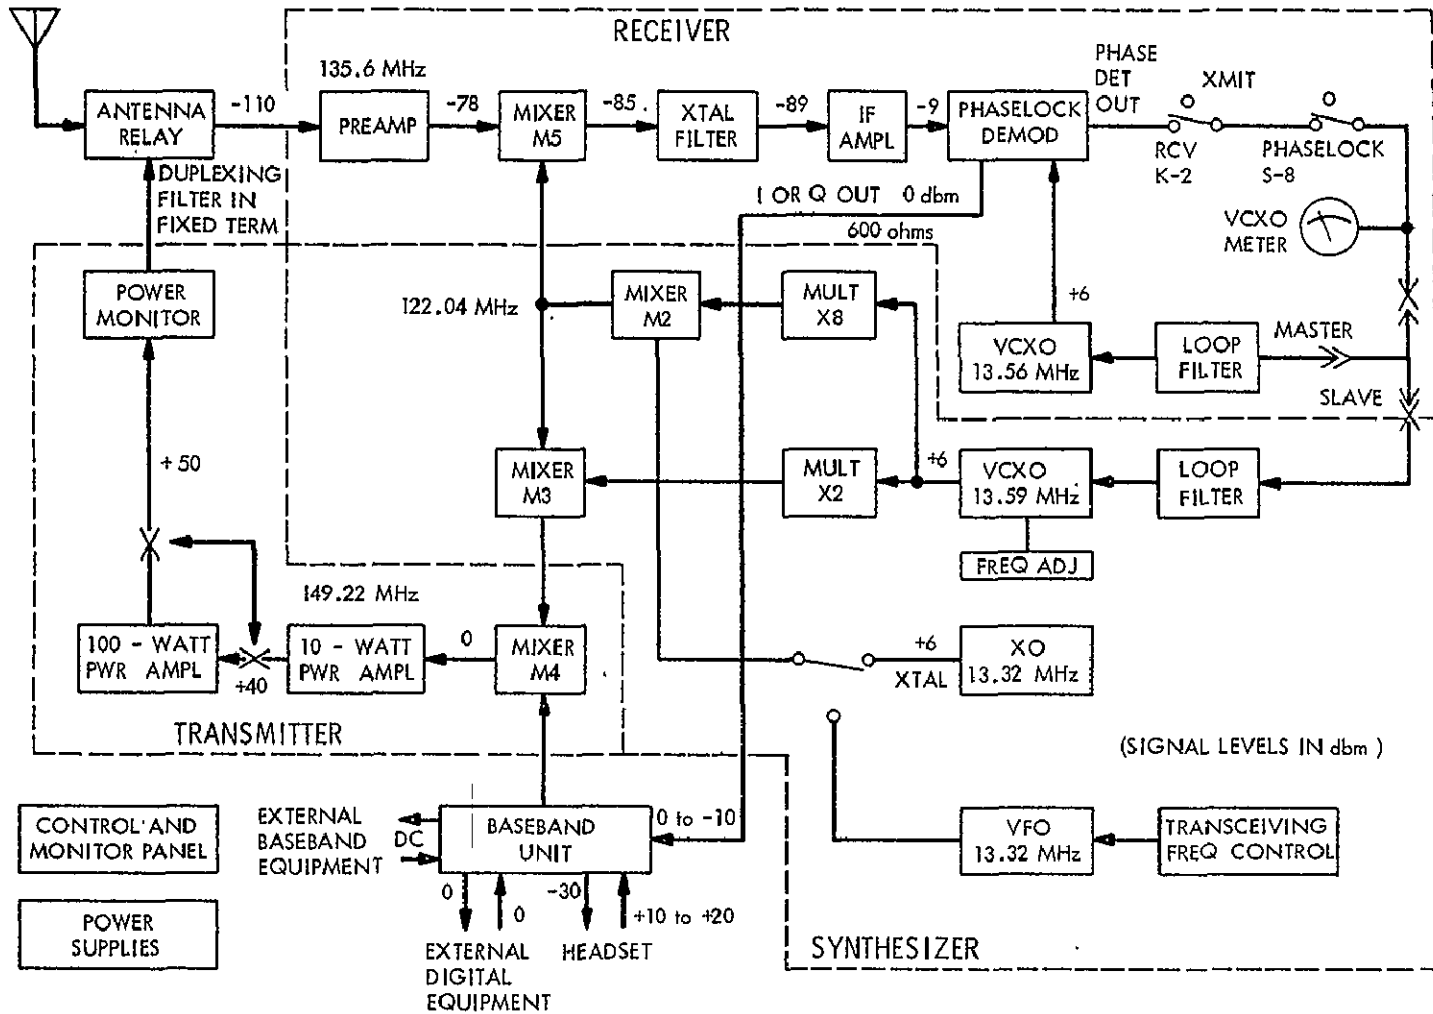 RECEIVER
135.6 MHz
PHASE
DET
OUT
XMIT
ANTENNA
RELAY
-110
PREAMP
-78
MIXER
M5
-85
XTAL
FILTER
-89
IF
AMPL
-9
PHASELOCK
DEMOD
RCV
K-2
PHASELOCK
S-8
DUPLEXING
FILTER IN
FIXED TERM
I OR Q OUT 0 dbm
600 ohms
VCXO
METER
POWER
MONITOR
122.04 MHz
MIXER
M2
MULT
X8
+6
VCXO
13.56 MHz
LOOP
FILTER
MASTER
SLAVE
+50
MIXER
M3
MULT
X2
+6
VCXO
13.59 MHz
LOOP
FILTER
FREQ ADJ
149.22 MHz
100 - WATT
PWR AMPL
+40
10 - WATT
PWR AMPL
0
MIXER
M4
+6
XTAL
XO
13.32 MHz
TRANSMITTER
(SIGNAL LEVELS IN dbm )
CONTROL AND
MONITOR PANEL
EXTERNAL
BASEBAND
EQUIPMENT
DC
BASEBAND
UNIT
0 to -10
VFO
13.32 MHz
TRANSCEIVING
FREQ CONTROL
POWER
SUPPLIES
0
0
-30
+10 to +20
EXTERNAL
DIGITAL
EQUIPMENT
HEADSET
SYNTHESIZER